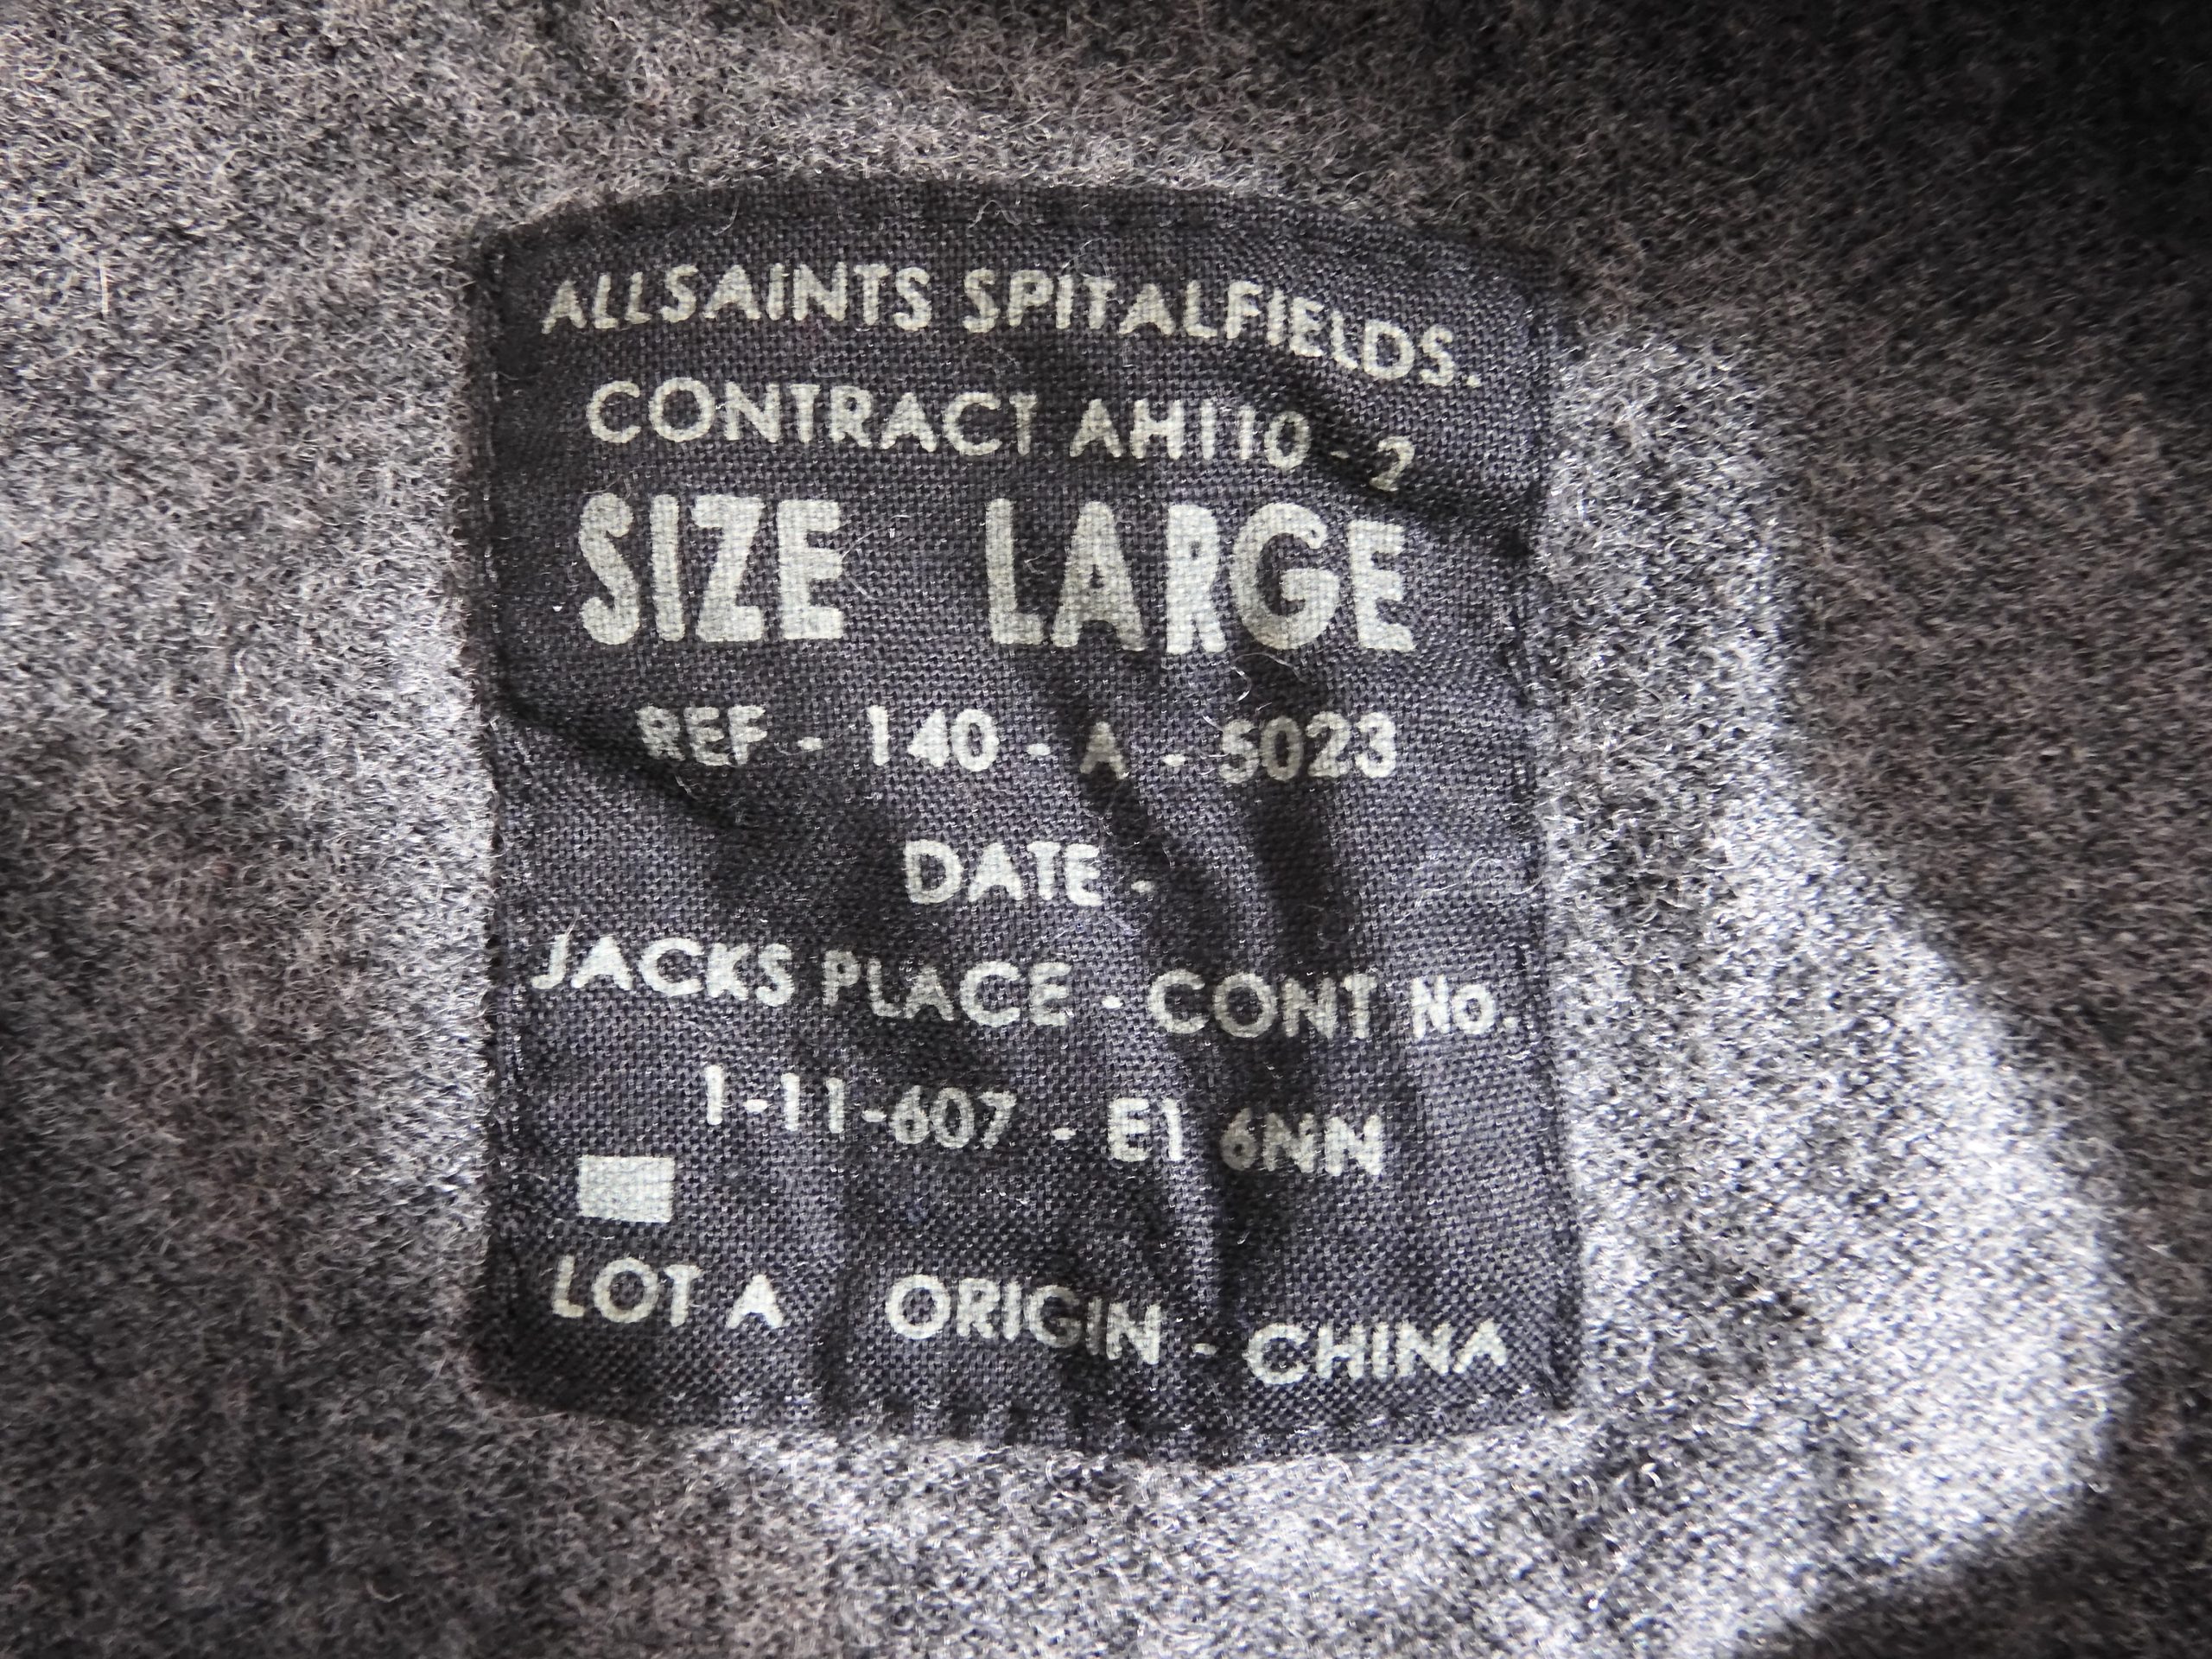 ALLSAINTS SPITALFIELDS.
CONTRACT AH110 - 2
SIZE LARGE
REF - 140 - A - 5023
DATE -
JACKS PLACE - CONT No.
1-11-607 - E1 6NN
LOT A ORIGIN - CHINA